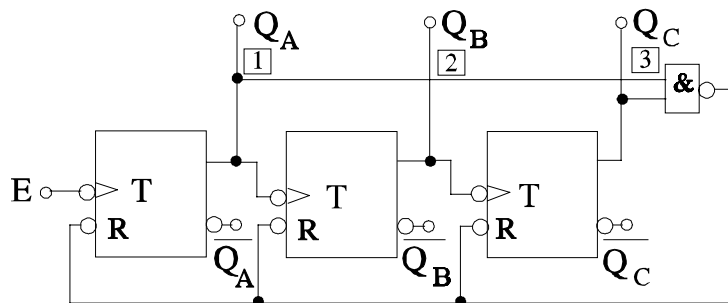 Q_A Q_B Q_C
1 2 3
&
E T T T
R R R
Q̅_A̅ Q̅_B̅ Q̅_C̅